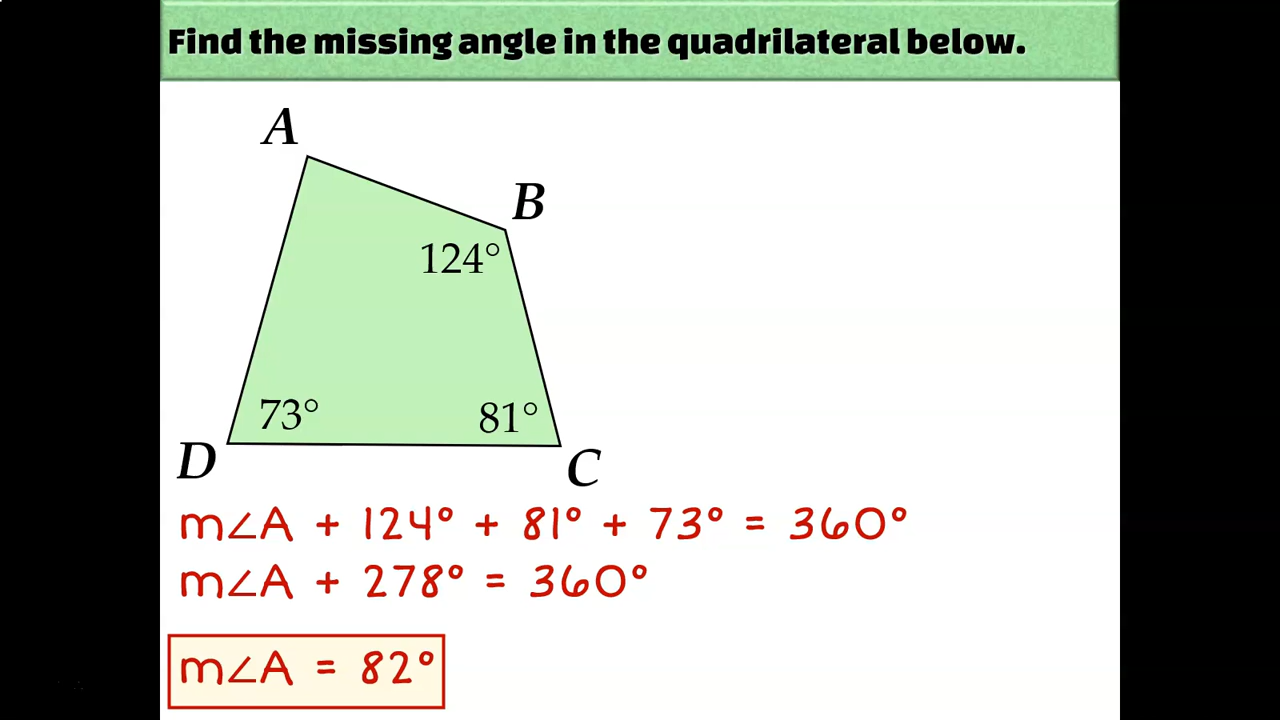 Find the missing angle in the quadrilateral below.
A
B
124°
73°
81°
D
C
m∠A + 124° + 81° + 73° = 360°
m∠A + 278° = 360°
m∠A = 82°